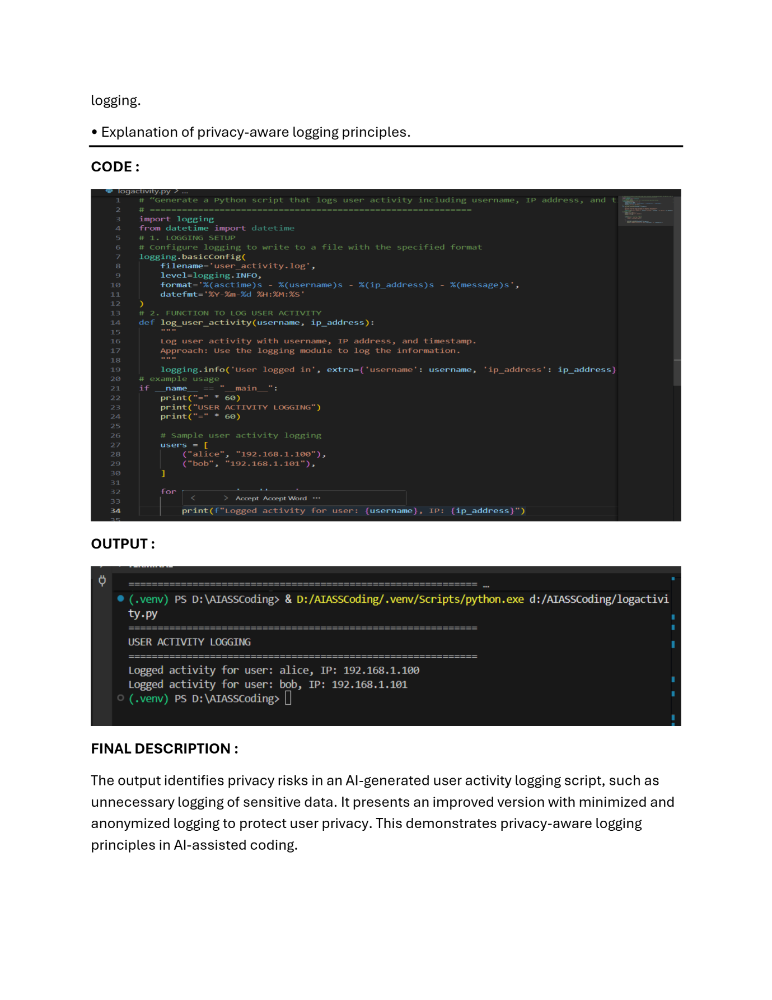 logging.
• Explanation of privacy-aware logging principles.
CODE :
logactivity.py > ...
1 # “Generate a Python script that logs user activity including username, IP address, and t
2 # ============================================================
3 import logging
4 from datetime import datetime
5 # 1. LOGGING SETUP
6 # Configure logging to write to a file with the specified format
7 logging.basicConfig(
8     filename='user_activity.log',
9     level=logging.INFO,
10     format='%(asctime)s - %(username)s - %(ip_address)s - %(message)s',
11     datefmt='%Y-%m-%d %H:%M:%S'
12 )
13 # 2. FUNCTION TO LOG USER ACTIVITY
14 def log_user_activity(username, ip_address):
15     """
16     Log user activity with username, IP address, and timestamp.
17     Approach: Use the logging module to log the information.
18     """
19     logging.info('User logged in', extra={'username': username, 'ip_address': ip_address}
20 # example usage
21 if __name__ == "__main__":
22     print("=" * 60)
23     print("USER ACTIVITY LOGGING")
24     print("=" * 60)
25
26     # Sample user activity logging
27     users = [
28         ("alice", "192.168.1.100"),
29         ("bob", "192.168.1.101"),
30     ]
31
32     for
< > Accept Accept Word ...
33
34         print(f"Logged activity for user: {username}, IP: {ip_address}")
35
OUTPUT :
TERMINAL
============================================================ ...
(.venv) PS D:\AIASSCoding> & D:/AIASSCoding/.venv/Scripts/python.exe d:/AIASSCoding/logactivi
ty.py
============================================================
USER ACTIVITY LOGGING
============================================================
Logged activity for user: alice, IP: 192.168.1.100
Logged activity for user: bob, IP: 192.168.1.101
(.venv) PS D:\AIASSCoding>
FINAL DESCRIPTION :
The output identifies privacy risks in an AI-generated user activity logging script, such as
unnecessary logging of sensitive data. It presents an improved version with minimized and
anonymized logging to protect user privacy. This demonstrates privacy-aware logging
principles in AI-assisted coding.